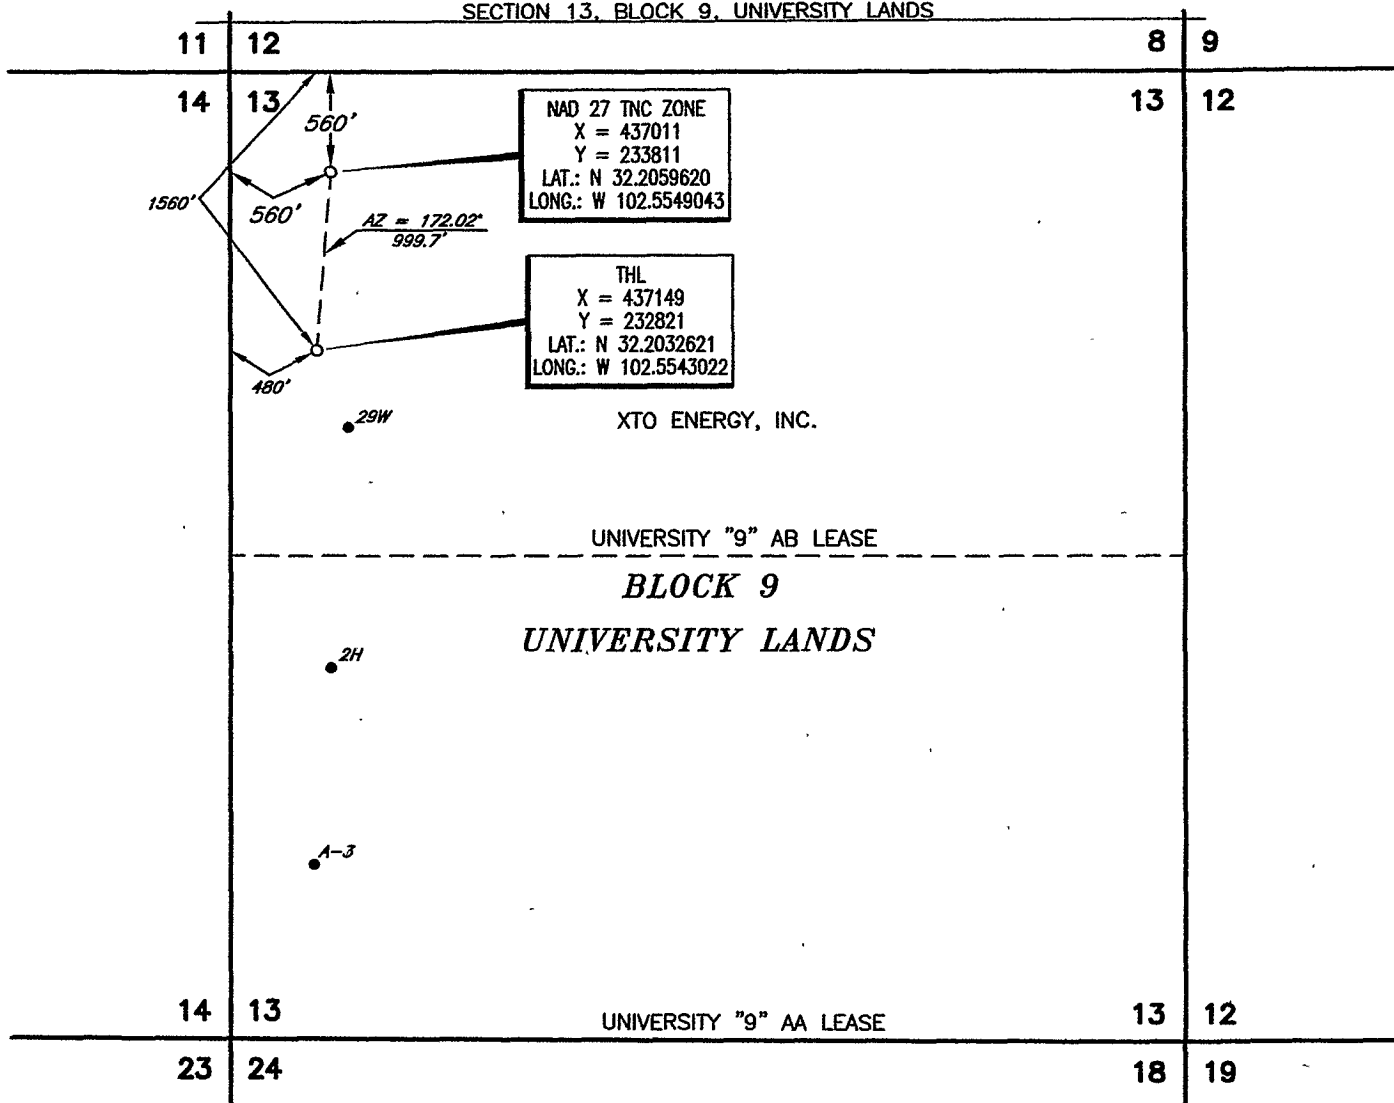 SECTION 13, BLOCK 9, UNIVERSITY LANDS
11 12 8 9
14 13 13 12
560'
NAD 27 TNC ZONE
X = 437011
Y = 233811
LAT.: N 32.2059620
LONG.: W 102.5549043
1560'
560'
AZ = 172.02°
999.7'
THL
X = 437149
Y = 232821
LAT.: N 32.2032621
LONG.: W 102.5543022
480'
29W
XTO ENERGY, INC.
UNIVERSITY "9" AB LEASE
BLOCK 9
UNIVERSITY LANDS
2H
A-3
14 13 13 12
UNIVERSITY "9" AA LEASE
23 24 18 19